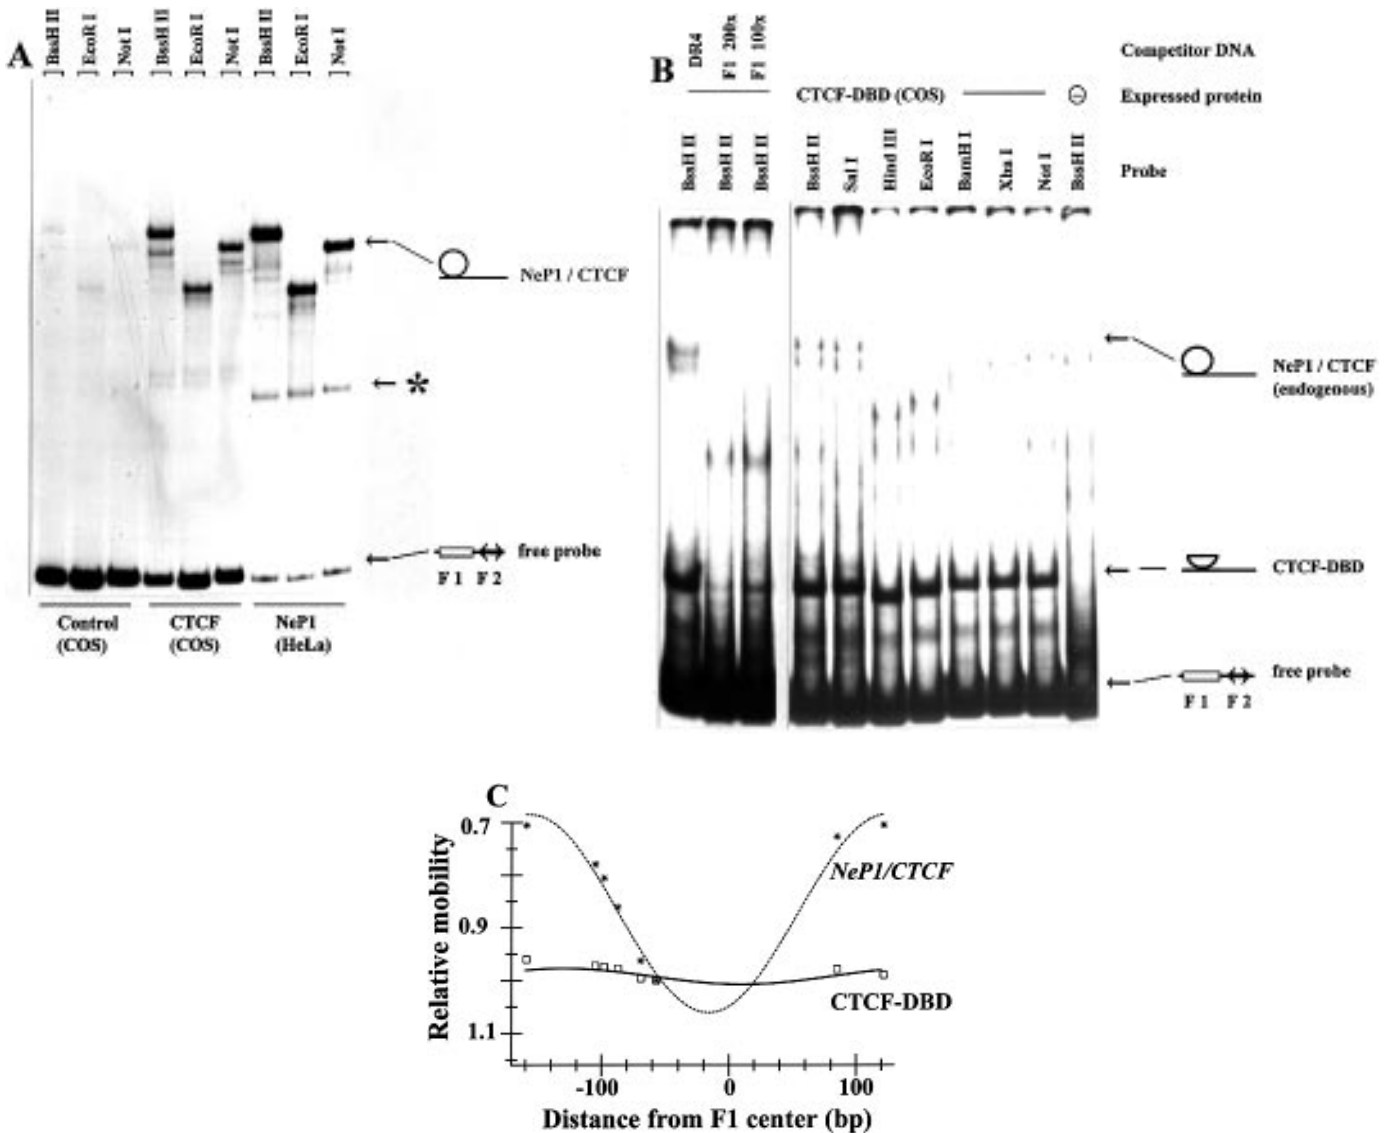 A
BssH II
EcoR I
Not I
BssH II
EcoR I
Not I
BssH II
EcoR I
Not I
NeP1 / CTCF
*
free probe
F 1 F 2
Control
(COS)
CTCF
(COS)
NeP1
(HeLa)
B
DR4
F1 200x
F1 100x
Competitor DNA
CTCF-DBD (COS)
Expressed protein
BssH II
BssH II
BssH II
BssH II
Sal I
Hind III
EcoR I
BamH I
Xba I
Not I
BssH II
Probe
NeP1 / CTCF
(endogenous)
CTCF-DBD
free probe
F 1 F 2
C
0.7
0.9
1.1
Relative mobility
NeP1/CTCF
CTCF-DBD
-100 0 100
Distance from F1 center (bp)